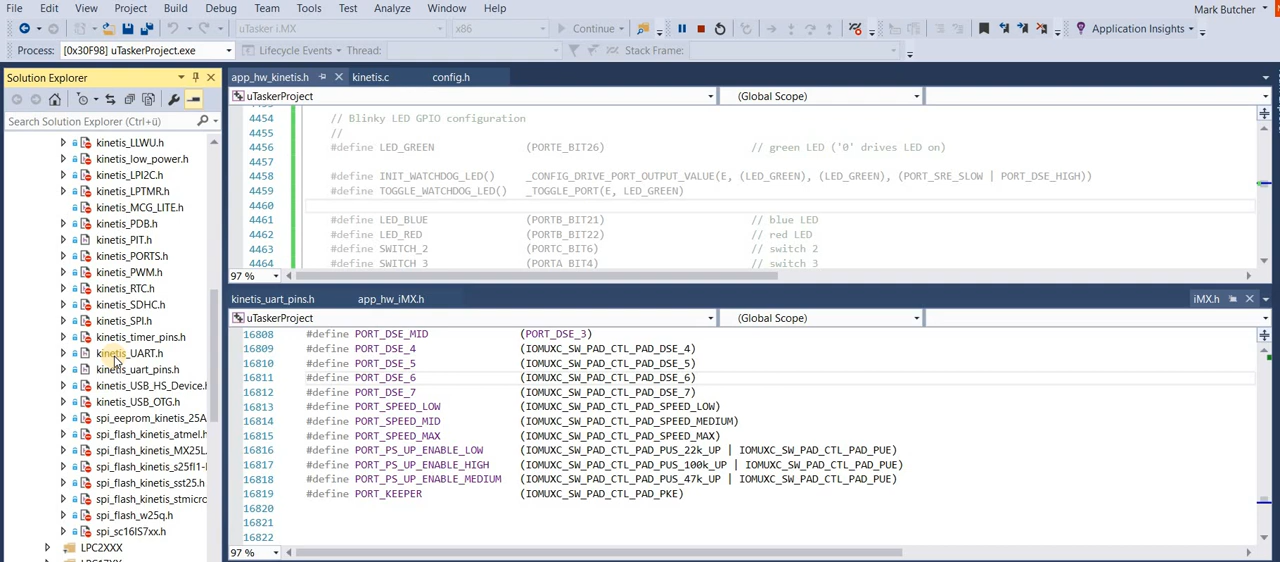 File Edit View Project Build Debug Team Tools Test Analyze Window Help
Mark Butcher
uTasker i.MX x86 Continue Application Insights
Process: [0x30F98] uTaskerProject.exe Lifecycle Events Thread: Stack Frame:
Solution Explorer
Search Solution Explorer (Ctrl+ü)
kinetis_LLWU.h
kinetis_low_power.h
kinetis_LPI2C.h
kinetis_LPTMR.h
kinetis_MCG_LITE.h
kinetis_PDB.h
kinetis_PIT.h
kinetis_PORTS.h
kinetis_PWM.h
kinetis_RTC.h
kinetis_SDHC.h
kinetis_SPI.h
kinetis_timer_pins.h
kinetis_UART.h
kinetis_uart_pins.h
kinetis_USB_HS_Device.h
kinetis_USB_OTG.h
spi_eeprom_kinetis_25A
spi_flash_kinetis_atmel.h
spi_flash_kinetis_MX25L
spi_flash_kinetis_s25fl1-
spi_flash_kinetis_sst25.h
spi_flash_kinetis_stmicro
spi_flash_w25q.h
spi_sc16IS7xx.h
LPC2XXX
app_hw_kinetis.h kinetis.c config.h
uTaskerProject (Global Scope)
4454 // Blinky LED GPIO configuration
4455 //
4456 #define LED_GREEN (PORTE_BIT26) // green LED ('0' drives LED on)
4457
4458 #define INIT_WATCHDOG_LED() _CONFIG_DRIVE_PORT_OUTPUT_VALUE(E, (LED_GREEN), (LED_GREEN), (PORT_SRE_SLOW | PORT_DSE_HIGH))
4459 #define TOGGLE_WATCHDOG_LED() _TOGGLE_PORT(E, LED_GREEN)
4460
4461 #define LED_BLUE (PORTB_BIT21) // blue LED
4462 #define LED_RED (PORTB_BIT22) // red LED
4463 #define SWITCH_2 (PORTC_BIT6) // switch 2
4464 #define SWITCH_3 (PORTA_BIT4) // switch 3
97 %
kinetis_uart_pins.h app_hw_iMX.h iMX.h
uTaskerProject (Global Scope)
16808 #define PORT_DSE_MID (PORT_DSE_3)
16809 #define PORT_DSE_4 (IOMUXC_SW_PAD_CTL_PAD_DSE_4)
16810 #define PORT_DSE_5 (IOMUXC_SW_PAD_CTL_PAD_DSE_5)
16811 #define PORT_DSE_6 (IOMUXC_SW_PAD_CTL_PAD_DSE_6)
16812 #define PORT_DSE_7 (IOMUXC_SW_PAD_CTL_PAD_DSE_7)
16813 #define PORT_SPEED_LOW (IOMUXC_SW_PAD_CTL_PAD_SPEED_LOW)
16814 #define PORT_SPEED_MID (IOMUXC_SW_PAD_CTL_PAD_SPEED_MEDIUM)
16815 #define PORT_SPEED_MAX (IOMUXC_SW_PAD_CTL_PAD_SPEED_MAX)
16816 #define PORT_PS_UP_ENABLE_LOW (IOMUXC_SW_PAD_CTL_PAD_PUS_22k_UP | IOMUXC_SW_PAD_CTL_PAD_PUE)
16817 #define PORT_PS_UP_ENABLE_HIGH (IOMUXC_SW_PAD_CTL_PAD_PUS_100k_UP | IOMUXC_SW_PAD_CTL_PAD_PUE)
16818 #define PORT_PS_UP_ENABLE_MEDIUM (IOMUXC_SW_PAD_CTL_PAD_PUS_47k_UP | IOMUXC_SW_PAD_CTL_PAD_PUE)
16819 #define PORT_KEEPER (IOMUXC_SW_PAD_CTL_PAD_PKE)
16820
16821
16822
97 %